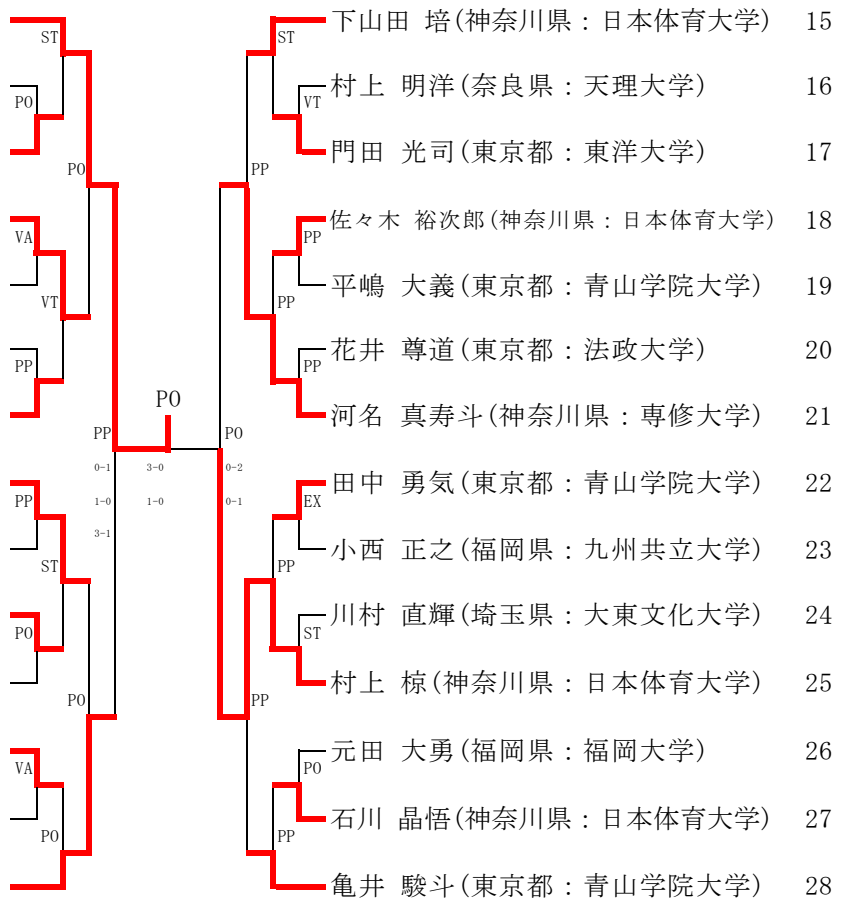 下山田 培(神奈川県：日本体育大学) 15
ST ST
村上 明洋(奈良県：天理大学) 16
PO VT
門田 光司(東京都：東洋大学) 17
PO PP
佐々木 裕次郎(神奈川県：日本体育大学) 18
VA PP
平嶋 大義(東京都：青山学院大学) 19
VT PP
花井 尊道(東京都：法政大学) 20
PP PP
PO
河名 真寿斗(神奈川県：専修大学) 21
PP PO
0-1 3-0 0-2
田中 勇気(東京都：青山学院大学) 22
PP 1-0 1-0 0-1 EX
3-1
小西 正之(福岡県：九州共立大学) 23
ST PP
川村 直輝(埼玉県：大東文化大学) 24
PO ST
村上 椋(神奈川県：日本体育大学) 25
PO PP
元田 大勇(福岡県：福岡大学) 26
VA PO
石川 晶悟(神奈川県：日本体育大学) 27
PO PP
亀井 駿斗(東京都：青山学院大学) 28